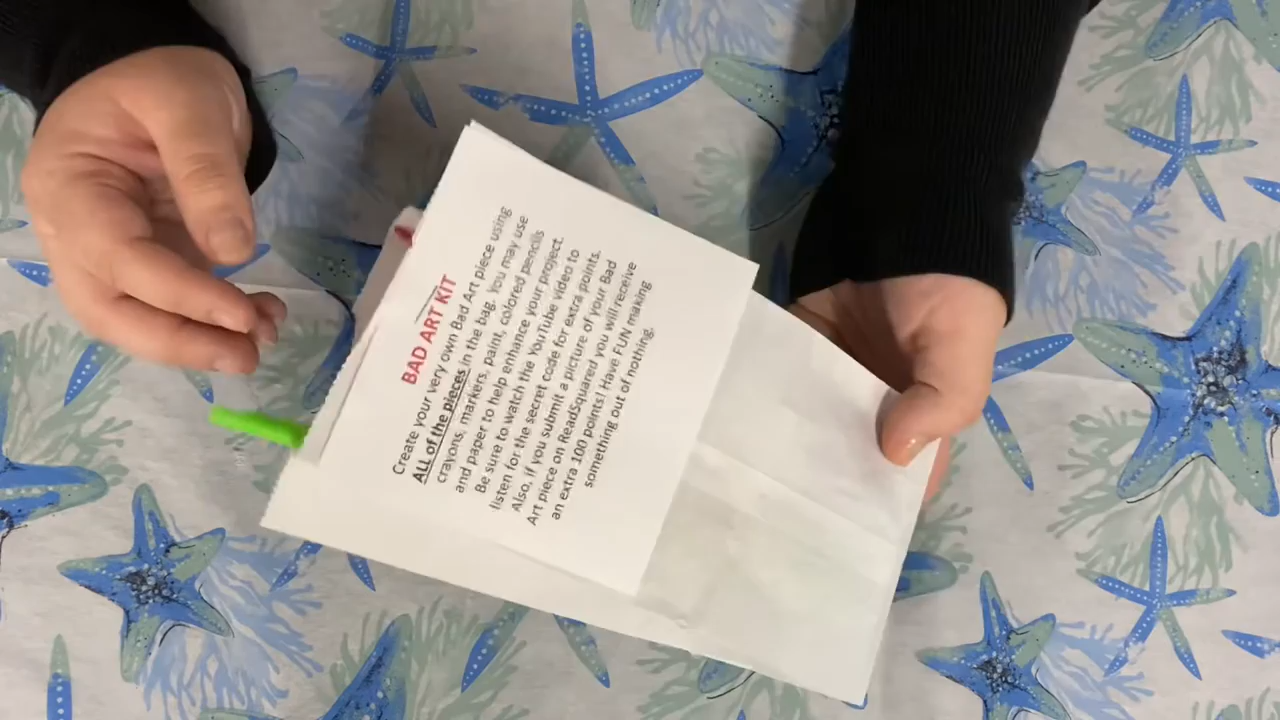 BAD ART KIT
Create your very own Bad Art piece using
ALL of the pieces in the bag. You may use
crayons, markers, paint, colored pencils
and paper to help enhance your project.
Be sure to watch the YouTube video to
listen for the secret code for extra points.
Also, if you submit a picture of your Bad
Art piece on ReadSquared you will receive
an extra 100 points! Have FUN making
something out of nothing.